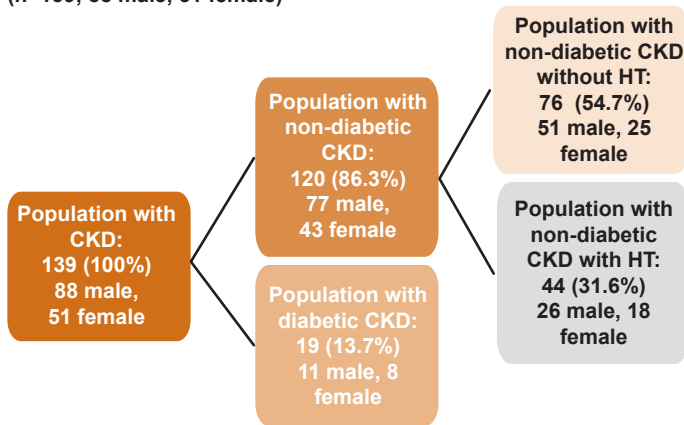 Population with
CKD:
139 (100%)
88 male,
51 female
Population with
non-diabetic
CKD:
120 (86.3%)
77 male,
43 female
Population with
diabetic CKD:
19 (13.7%)
11 male, 8
female
Population with
non-diabetic CKD
without HT:
76 (54.7%)
51 male, 25
female
Population with
non-diabetic
CKD with HT:
44 (31.6%)
26 male, 18
female